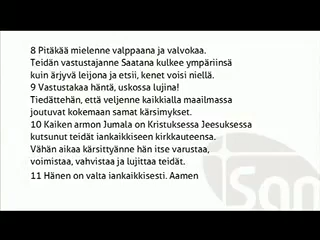 8 Pitäkää mielenne valppaana ja valvokaa.
Teidän vastustajanne Saatana kulkee ympäriinsä
kuin ärjyvä leijona ja etsii, kenet voisi niellä.
9 Vastustakaa häntä, uskossa lujina!
Tiedättehän, että veljenne kaikkialla maailmassa
joutuvat kokemaan samat kärsimykset.
10 Kaiken armon Jumala on Kristuksessa Jeesuksessa
kutsunut teidät iankaikkiseen kirkkauteensa.
Vähän aikaa kärsittyänne hän itse varustaa,
voimistaa, vahvistaa ja lujittaa teidät.
11 Hänen on valta iankaikkisesti. Aamen